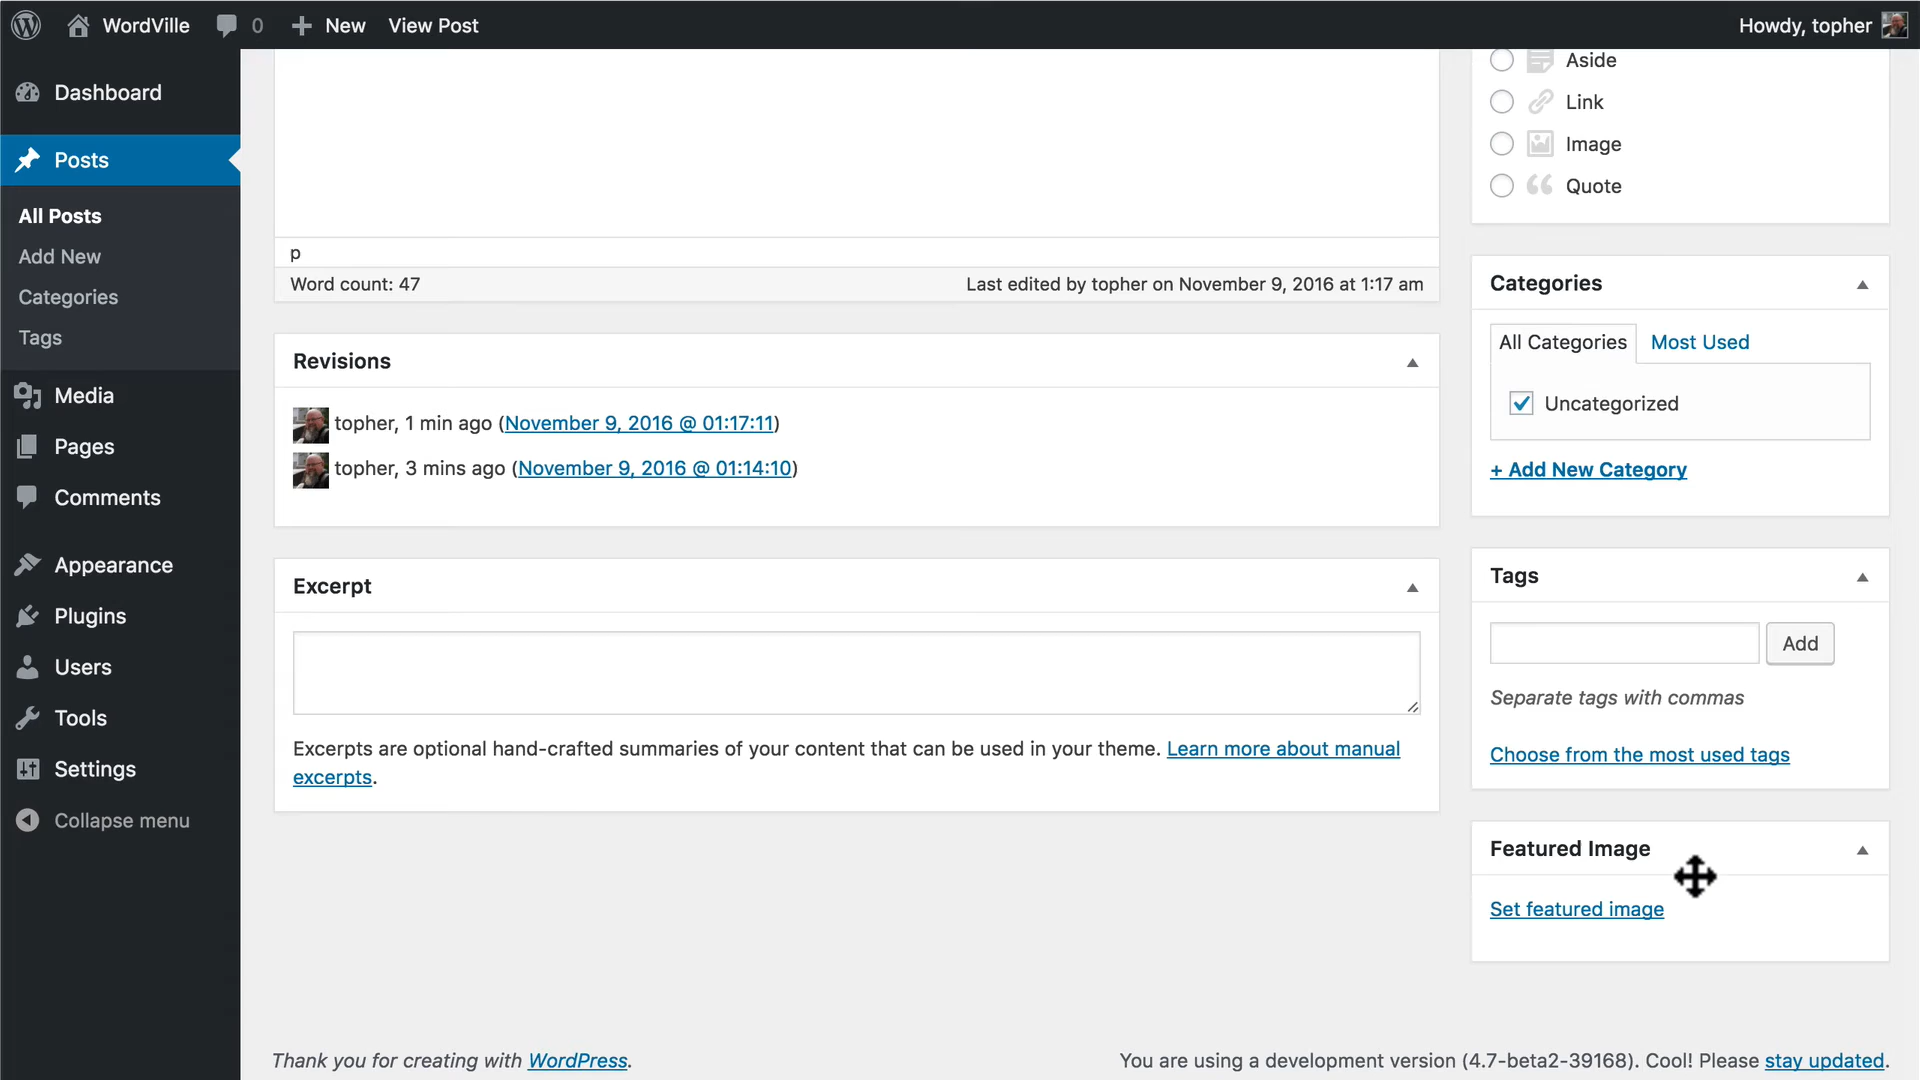 WordVille 0 New View Post Howdy, topher
Dashboard
Posts
All Posts
Add New
Categories
Tags
Media
Pages
Comments
Appearance
Plugins
Users
Tools
Settings
Collapse menu
p
Word count: 47 Last edited by topher on November 9, 2016 at 1:17 am
Revisions
topher, 1 min ago (November 9, 2016 @ 01:17:11)
topher, 3 mins ago (November 9, 2016 @ 01:14:10)
Excerpt
Excerpts are optional hand-crafted summaries of your content that can be used in your theme. Learn more about manual
excerpts.
Aside
Link
Image
Quote
Categories
All Categories Most Used
Uncategorized
+ Add New Category
Tags
Add
Separate tags with commas
Choose from the most used tags
Featured Image
Set featured image
Thank you for creating with WordPress. You are using a development version (4.7-beta2-39168). Cool! Please stay updated.